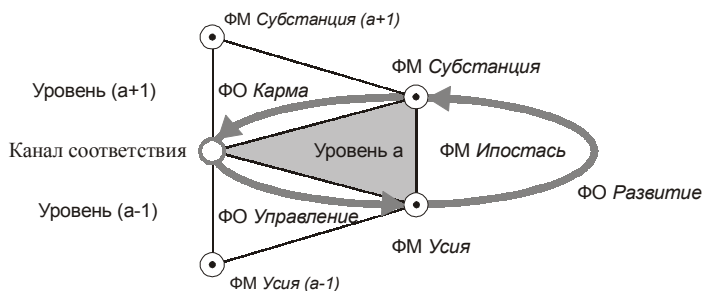 ФМ Субстанция (а+1)
ФМ Субстанция
Уровень (а+1)
ФО Карма
Канал соответствия
Уровень а
ФМ Ипостась
ФО Развитие
Уровень (а-1)
ФО Управление
ФМ Усия
ФМ Усия (а-1)